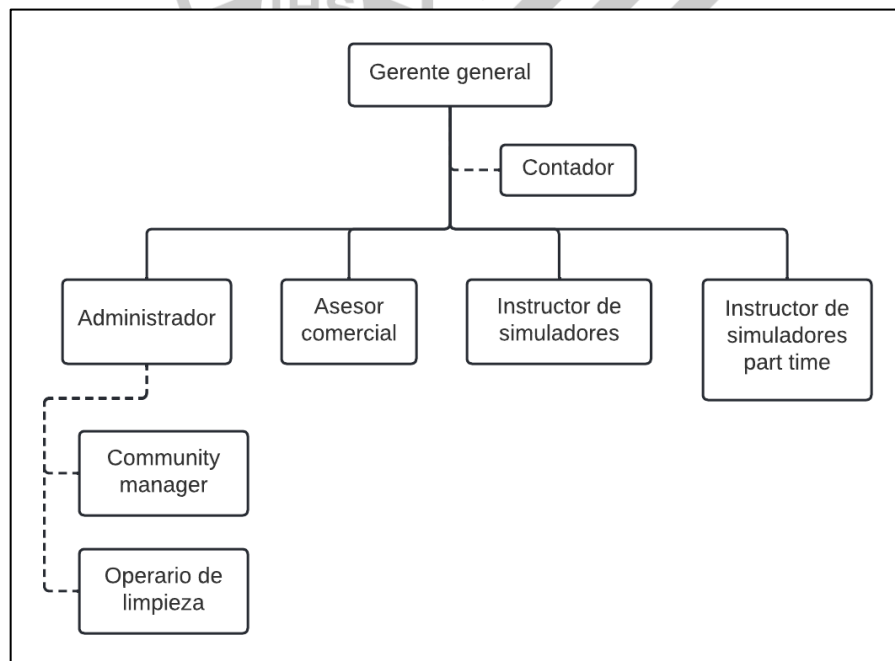 Gerente general
Contador
Administrador
Asesor
comercial
Instructor de
simuladores
Instructor de
simuladores
part time
Community
manager
Operario de
limpieza